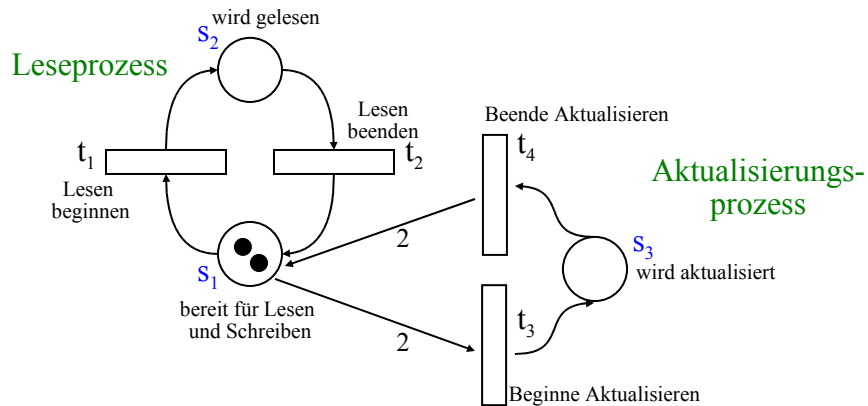 wird gelesen
s2
Leseprozess
Lesen
beenden
Beende Aktualisieren
t1
t2
t4
Lesen
beginnen
Aktualisierungs-
prozess
2
s3
s1
wird aktualisiert
bereit für Lesen
und Schreiben
t3
2
Beginne Aktualisieren